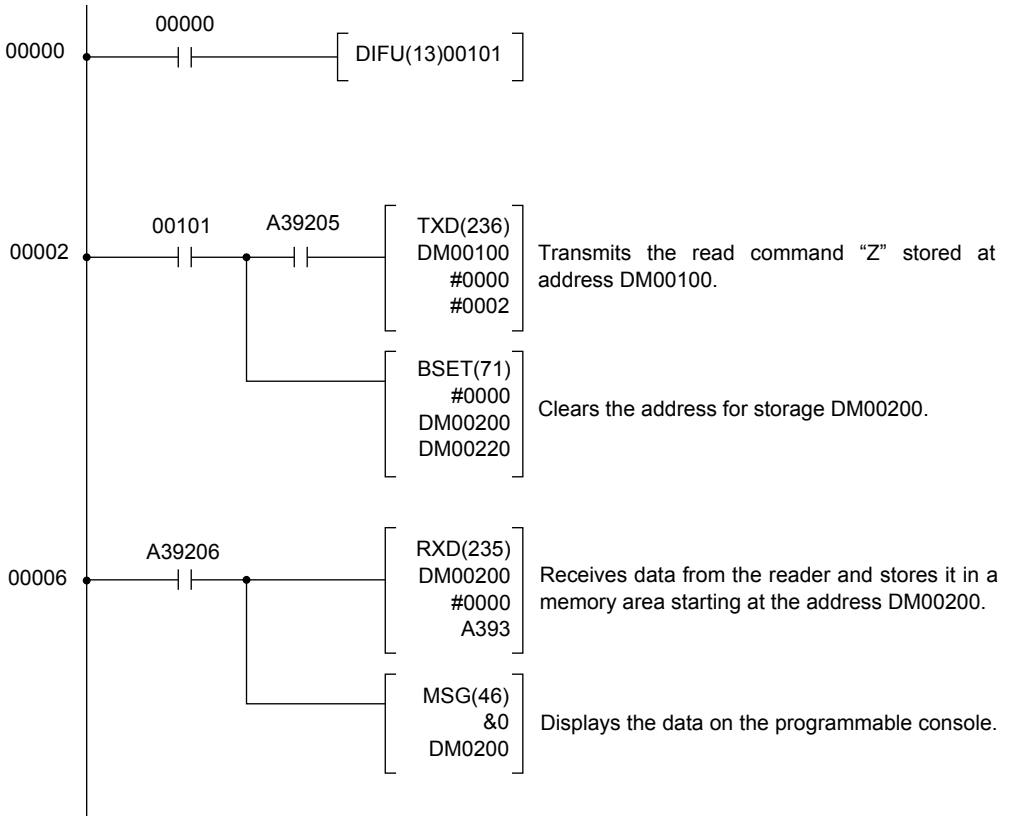 00000
00000
DIFU(13)00101
00101
A39205
00002
TXD(236)
DM00100
#0000
#0002
Transmits the read command “Z” stored at
address DM00100.
BSET(71)
#0000
DM00200
DM00220
Clears the address for storage DM00200.
A39206
00006
RXD(235)
DM00200
#0000
A393
Receives data from the reader and stores it in a
memory area starting at the address DM00200.
MSG(46)
&0
DM0200
Displays the data on the programmable console.